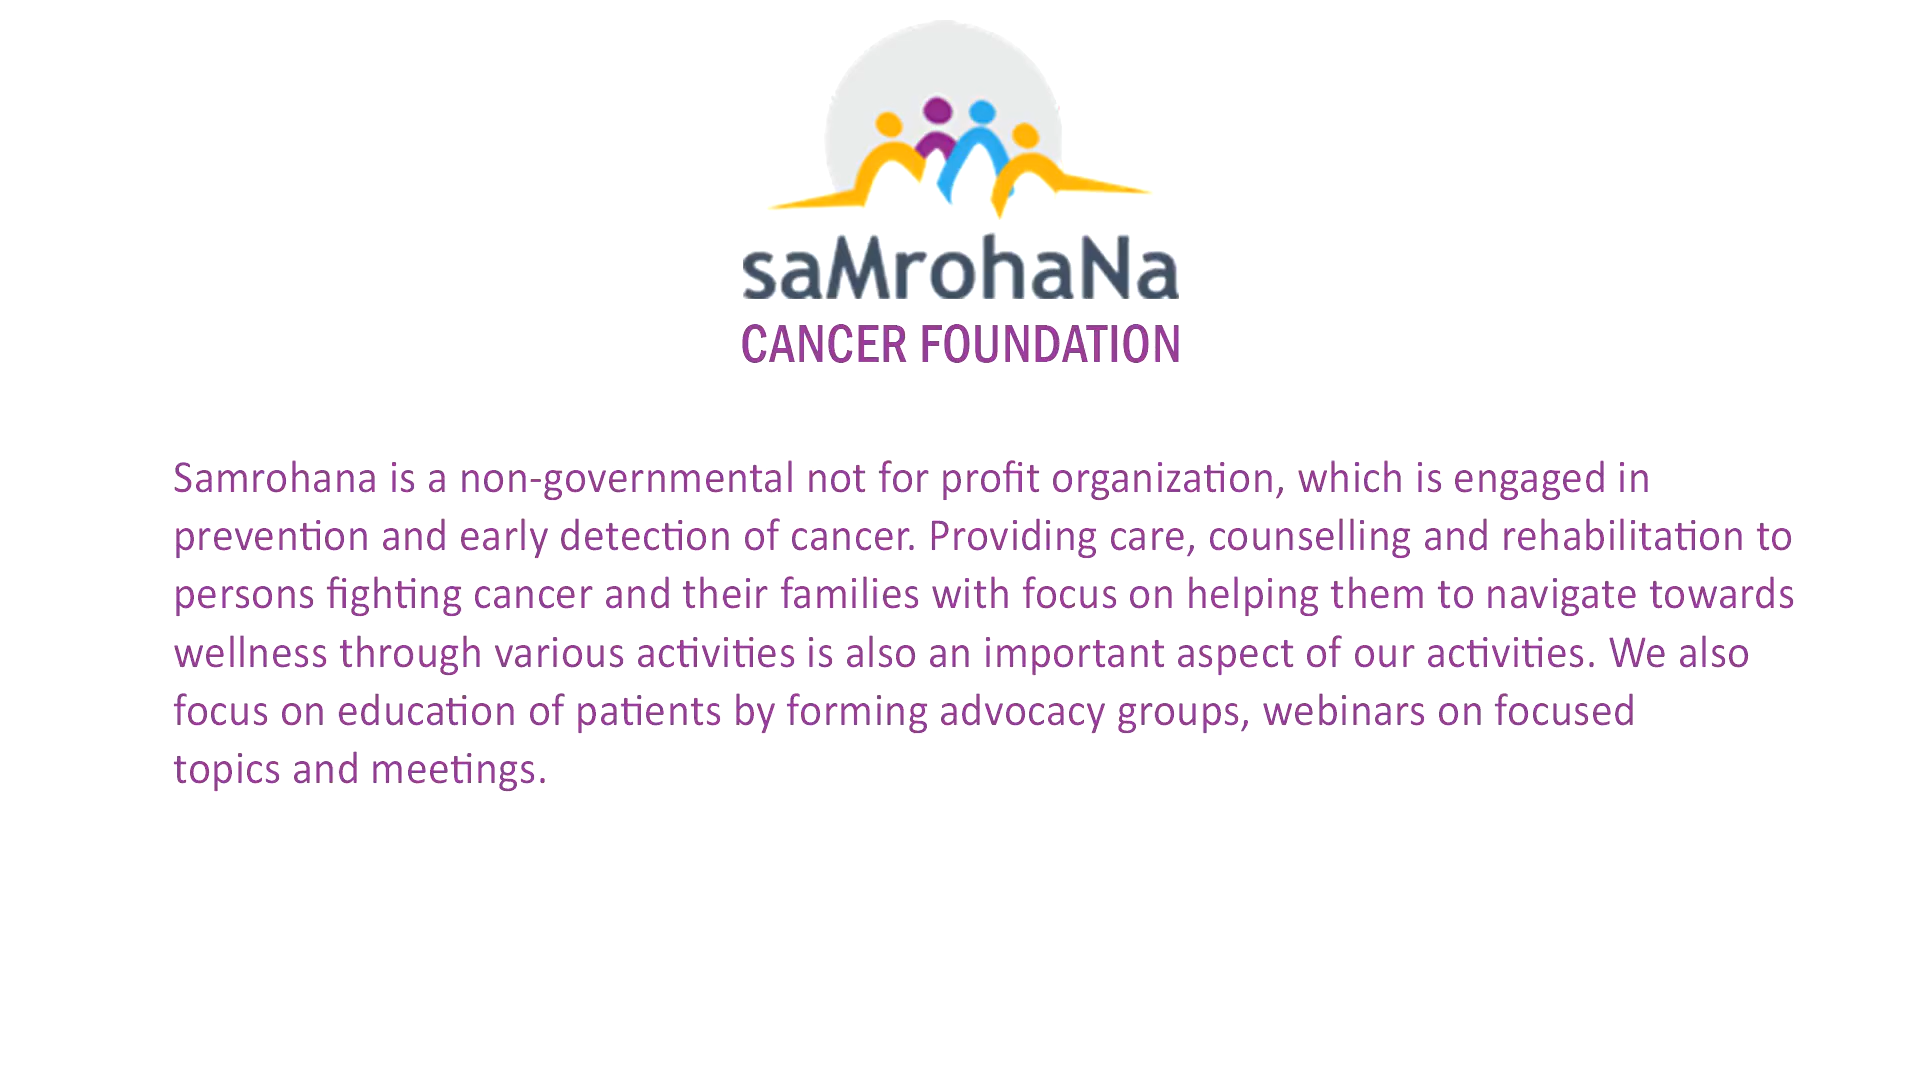 saMrohaNa
CANCER FOUNDATION
Samrohana is a non-governmental not for profit organization, which is engaged in
prevention and early detection of cancer. Providing care, counselling and rehabilitation to
persons fighting cancer and their families with focus on helping them to navigate towards
wellness through various activities is also an important aspect of our activities. We also
focus on education of patients by forming advocacy groups, webinars on focused
topics and meetings.